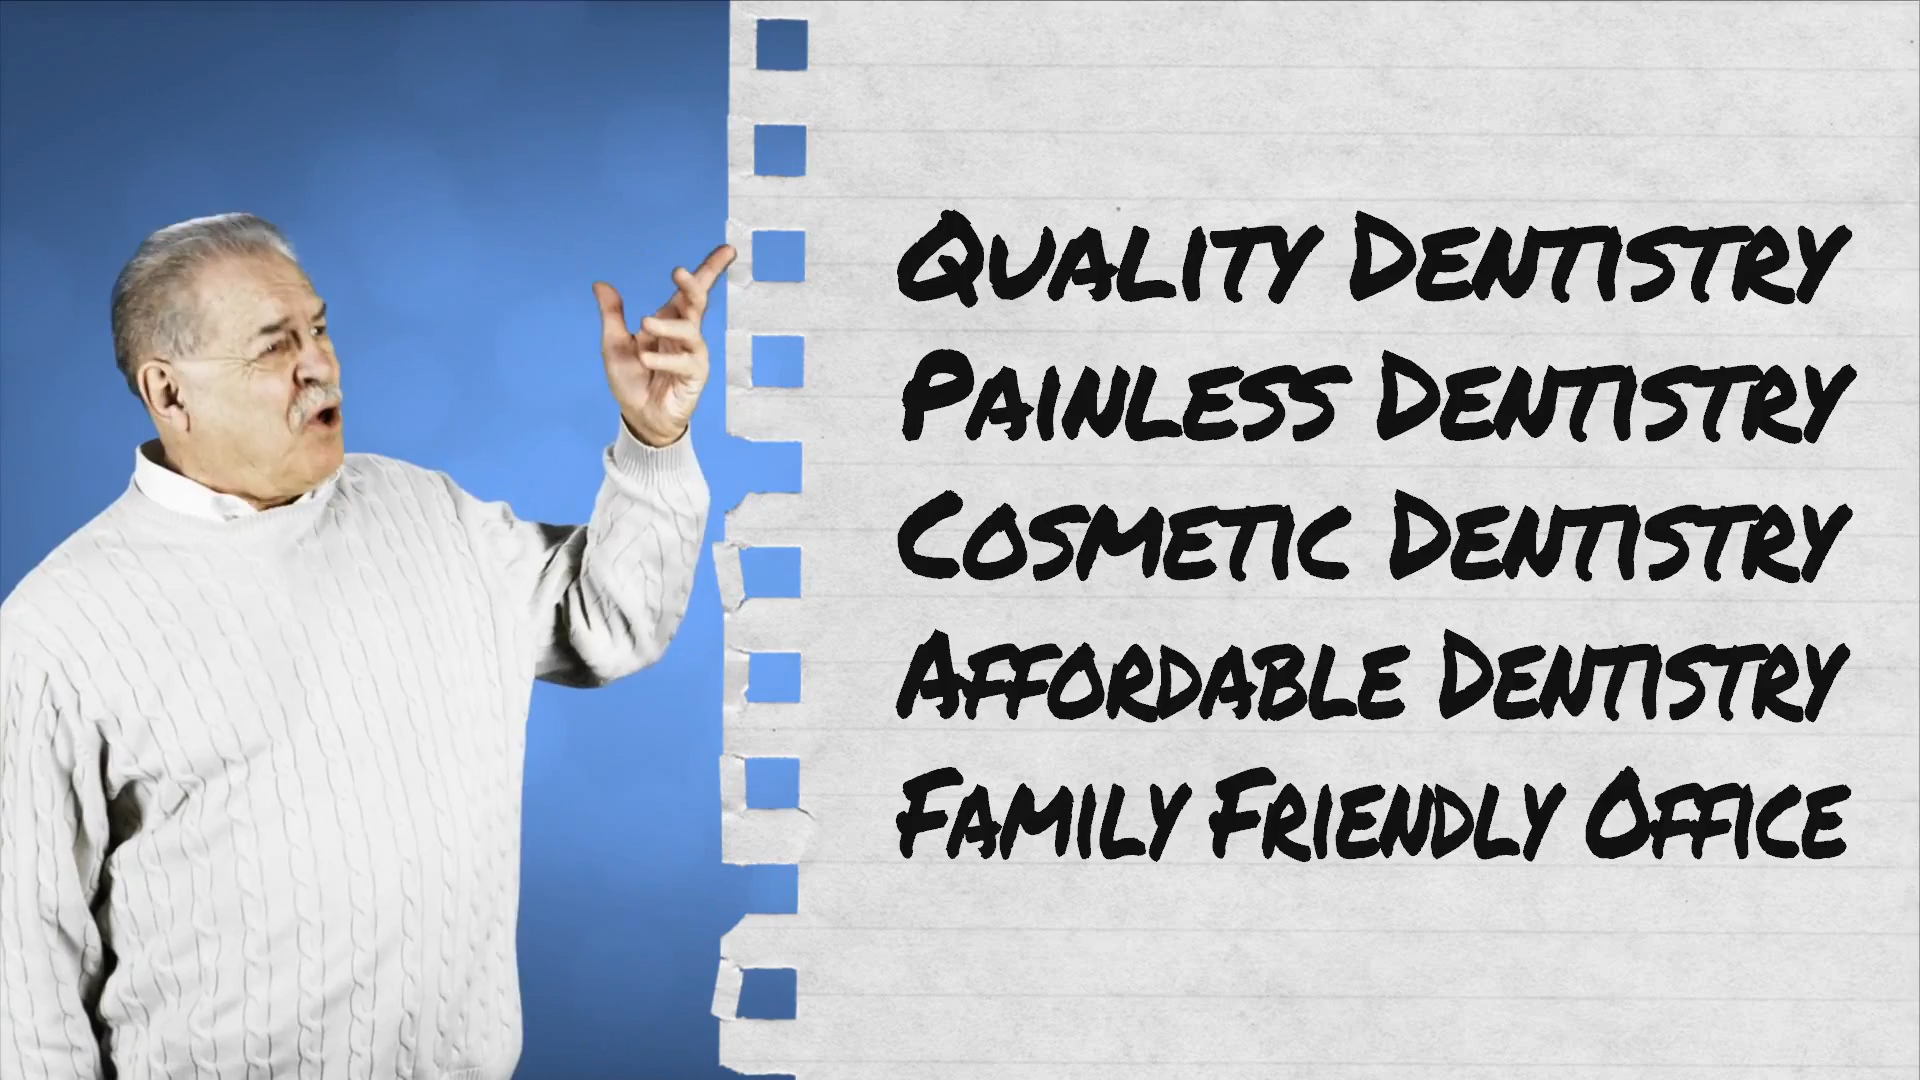 Quality Dentistry
Painless Dentistry
Cosmetic Dentistry
Affordable Dentistry
Family Friendly Office